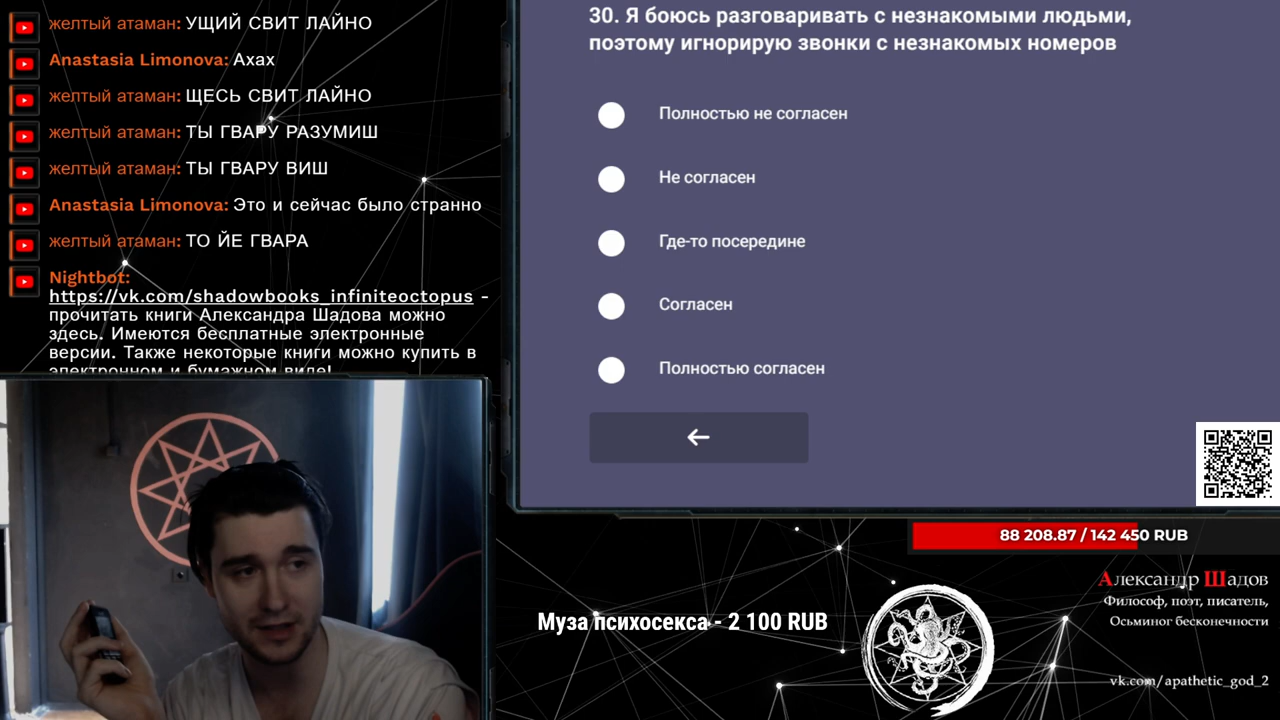 желтый атаман: УЩИЙ СВИТ ЛАЙНО
Anastasia Limonova: Ахах
желтый атаман: ЩЕСЬ СВИТ ЛАЙНО
желтый атаман: ТЫ ГВАРУ РАЗУМИШ
желтый атаман: ТЫ ГВАРУ ВИШ
Anastasia Limonova: Это и сейчас было странно
желтый атаман: ТО ЙЕ ГВАРА
Nightbot:
https://vk.com/shadowbooks_infiniteoctopus -
прочитать книги Александра Шадова можно
здесь. Имеются бесплатные электронные
версии. Также некоторые книги можно купить в
электронном и бумажном виде!
30. Я боюсь разговаривать с незнакомыми людьми,
поэтому игнорирую звонки с незнакомых номеров
Полностью не согласен
Не согласен
Где-то посередине
Согласен
Полностью согласен
88 208.87 / 142 450 RUB
Муза психосекса - 2 100 RUB
Александр Шадов
Философ, поэт, писатель,
Осьминог бесконечности
vk.com/apathetic_god_2